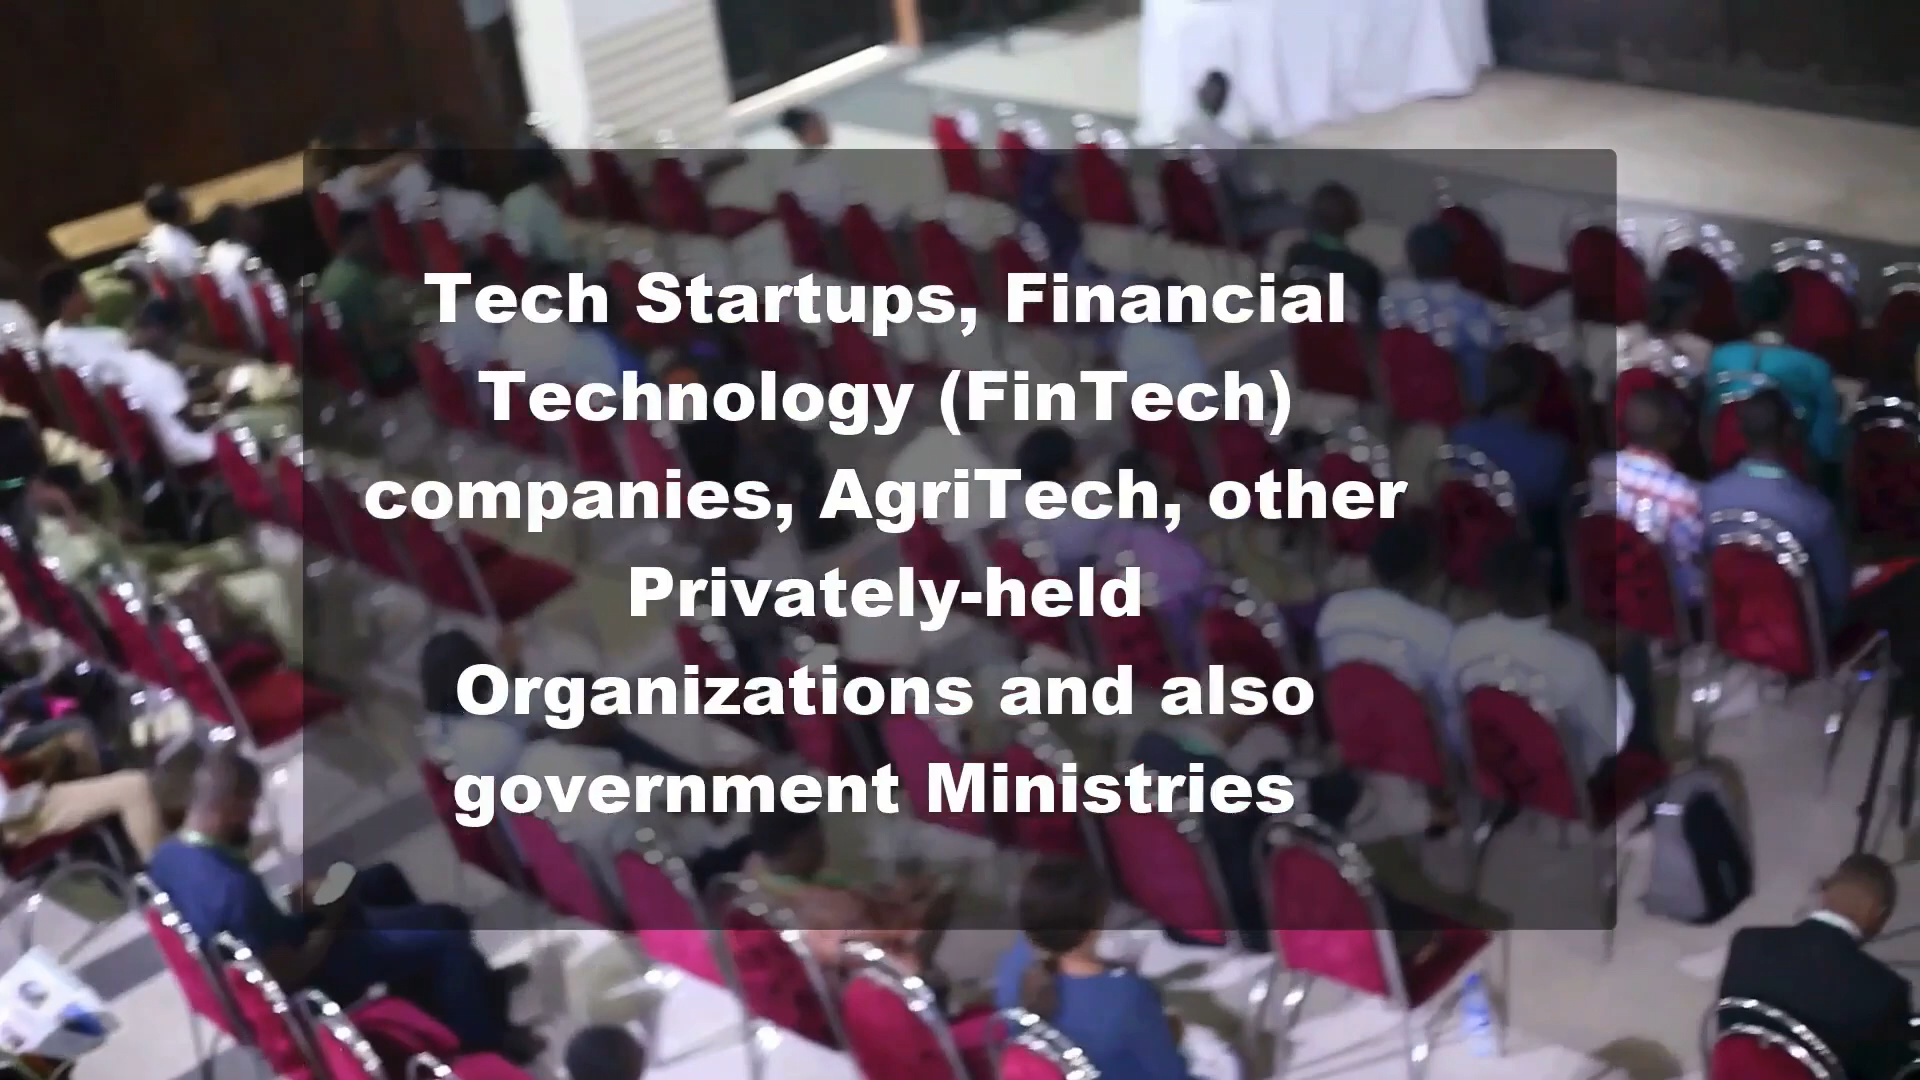 Tech Startups, Financial
Technology (FinTech)
companies, AgriTech, other
Privately-held
Organizations and also
government Ministries